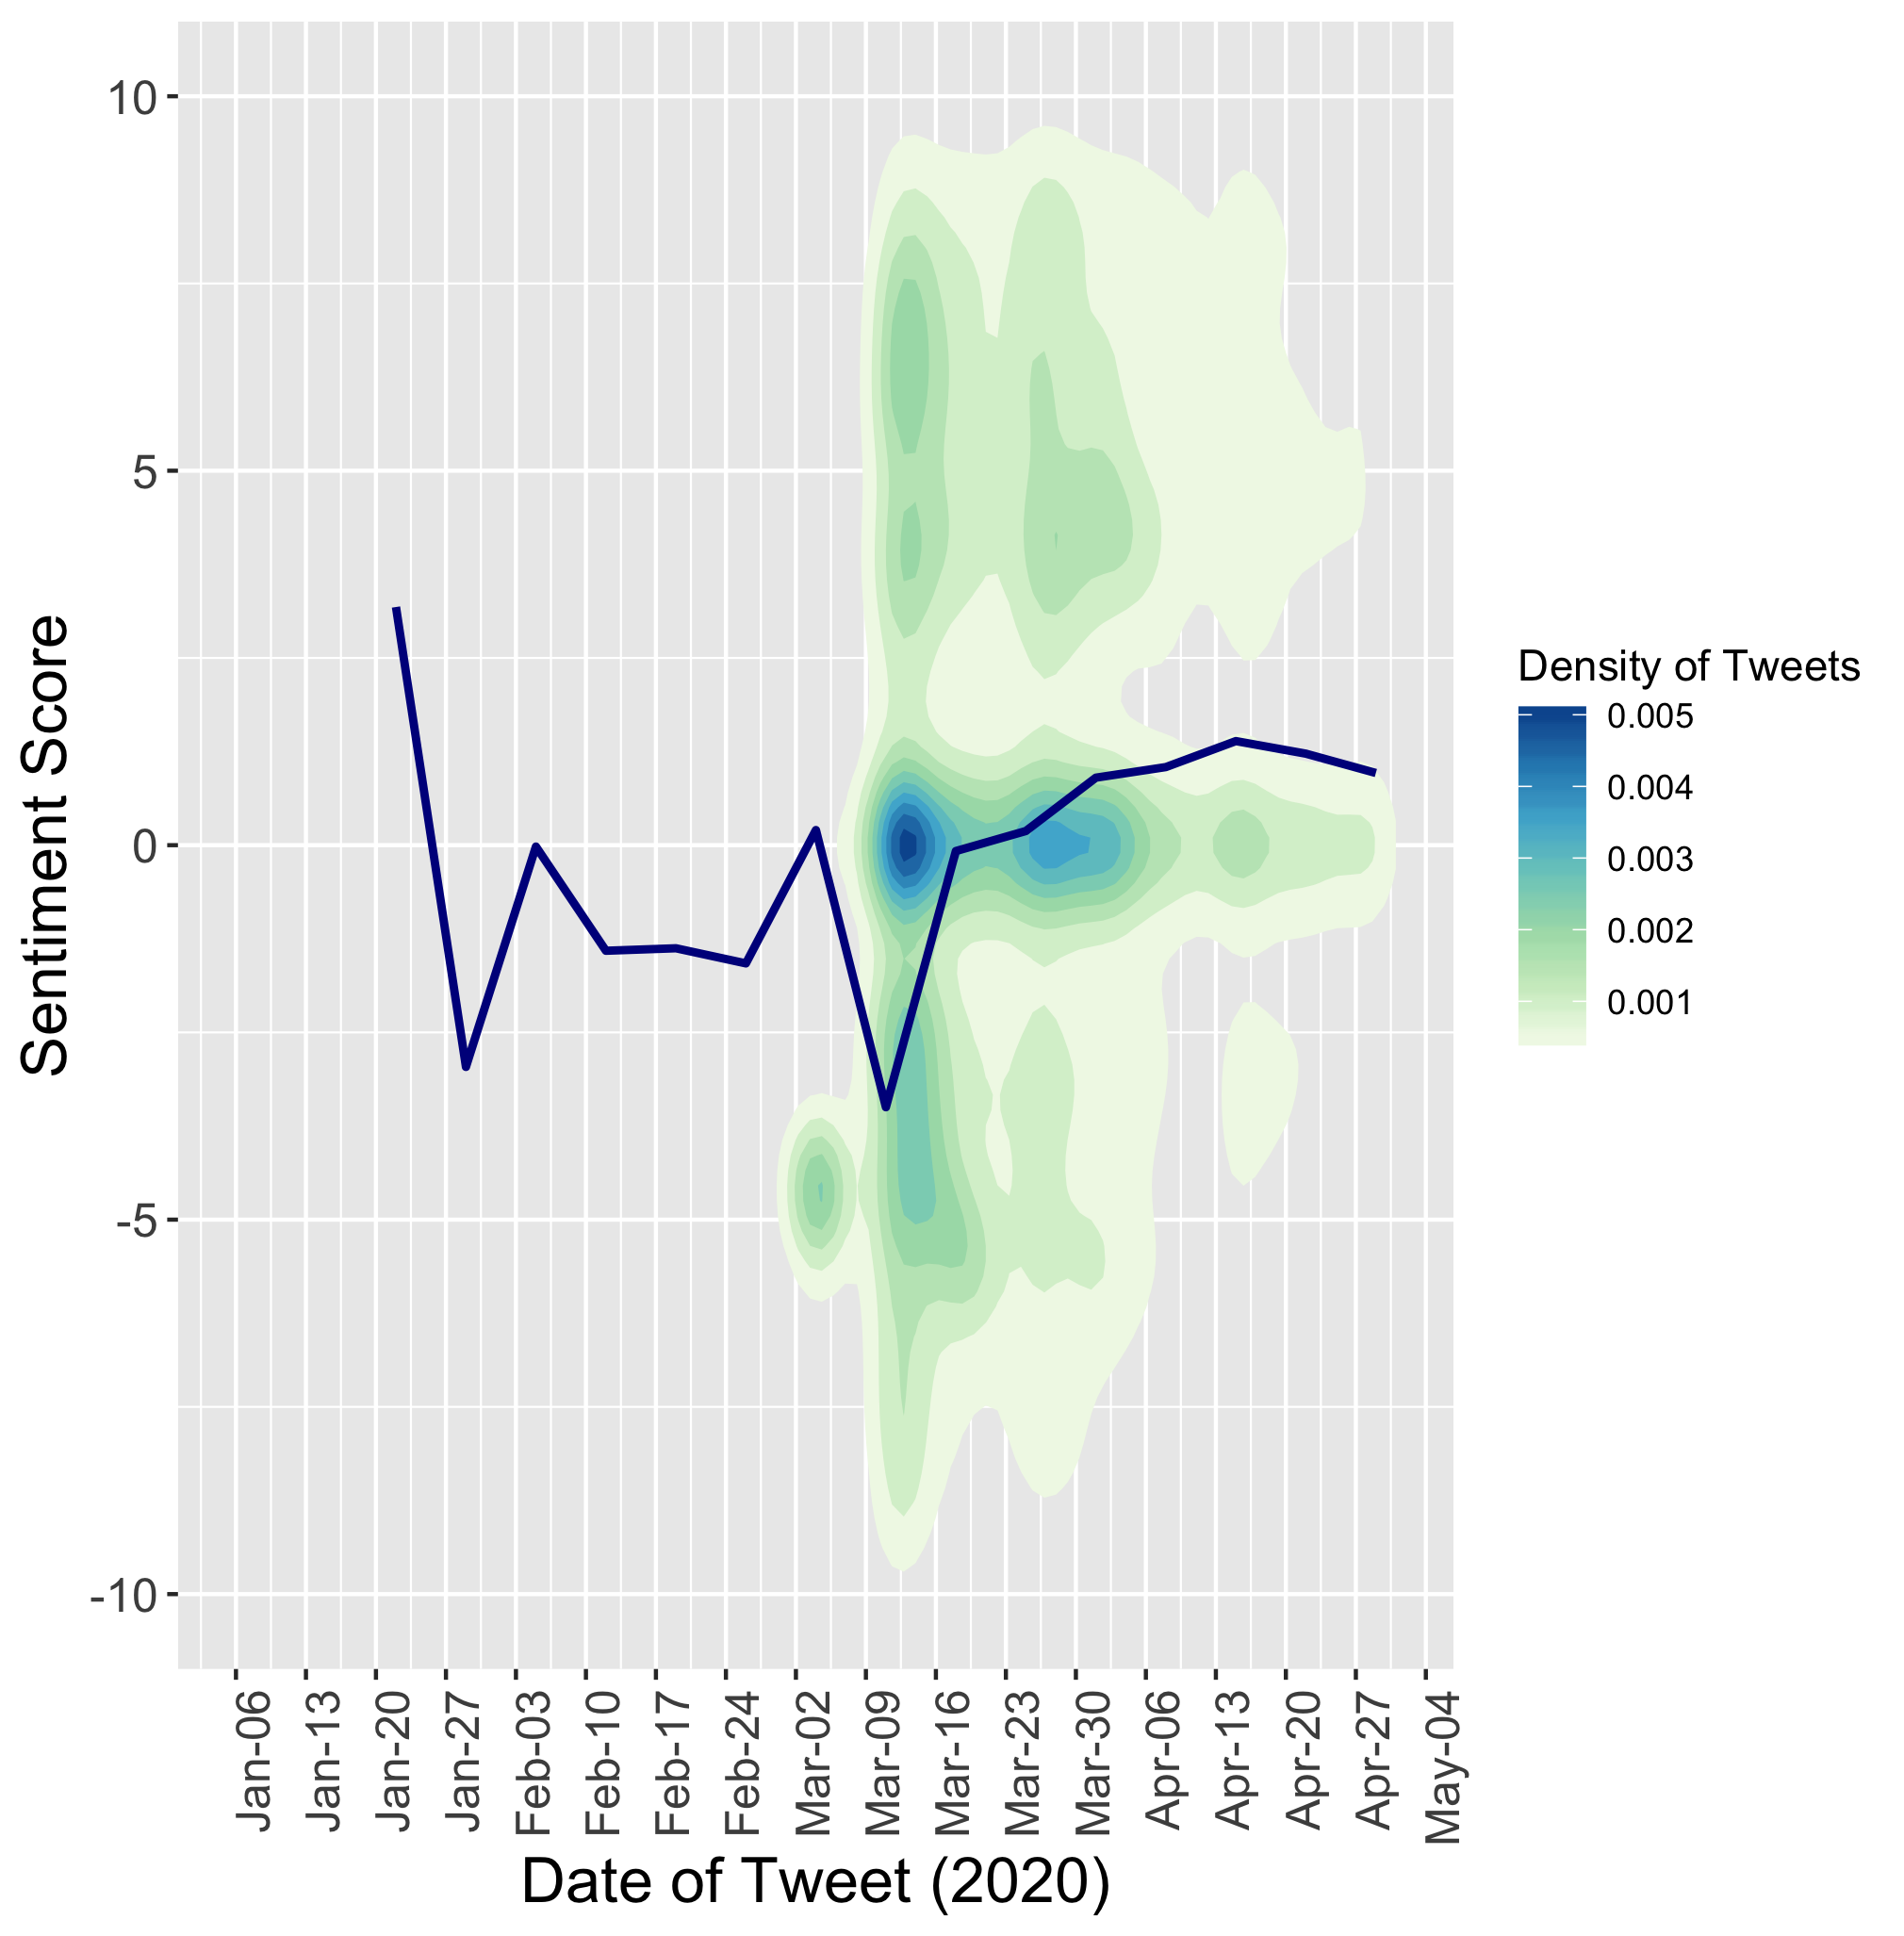 10
5
0
-5
-10
Sentiment Score
Jan-06
Jan-13
Jan-20
Jan-27
Feb-03
Feb-10
Feb-17
Feb-24
Mar-02
Mar-09
Mar-16
Mar-23
Mar-30
Apr-06
Apr-13
Apr-20
Apr-27
May-04
Date of Tweet (2020)
Density of Tweets
0.005
0.004
0.003
0.002
0.001